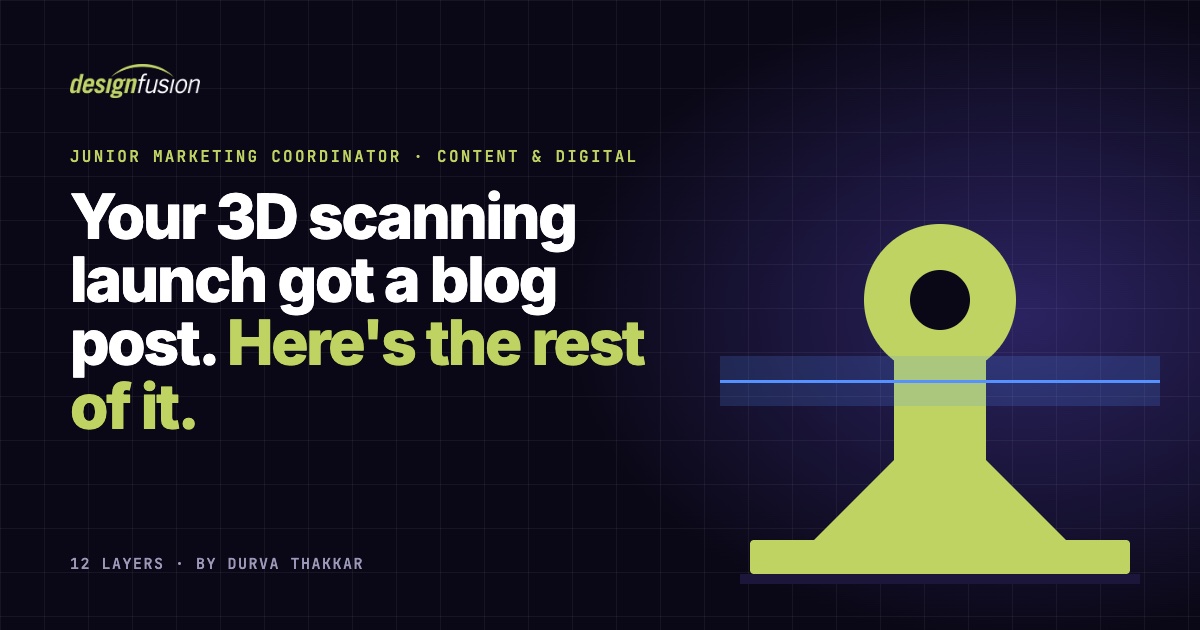 designfusion
JUNIOR MARKETING COORDINATOR · CONTENT & DIGITAL
Your 3D scanning
launch got a blog
post. Here's the rest
of it.
12 LAYERS · BY DURVA THAKKAR